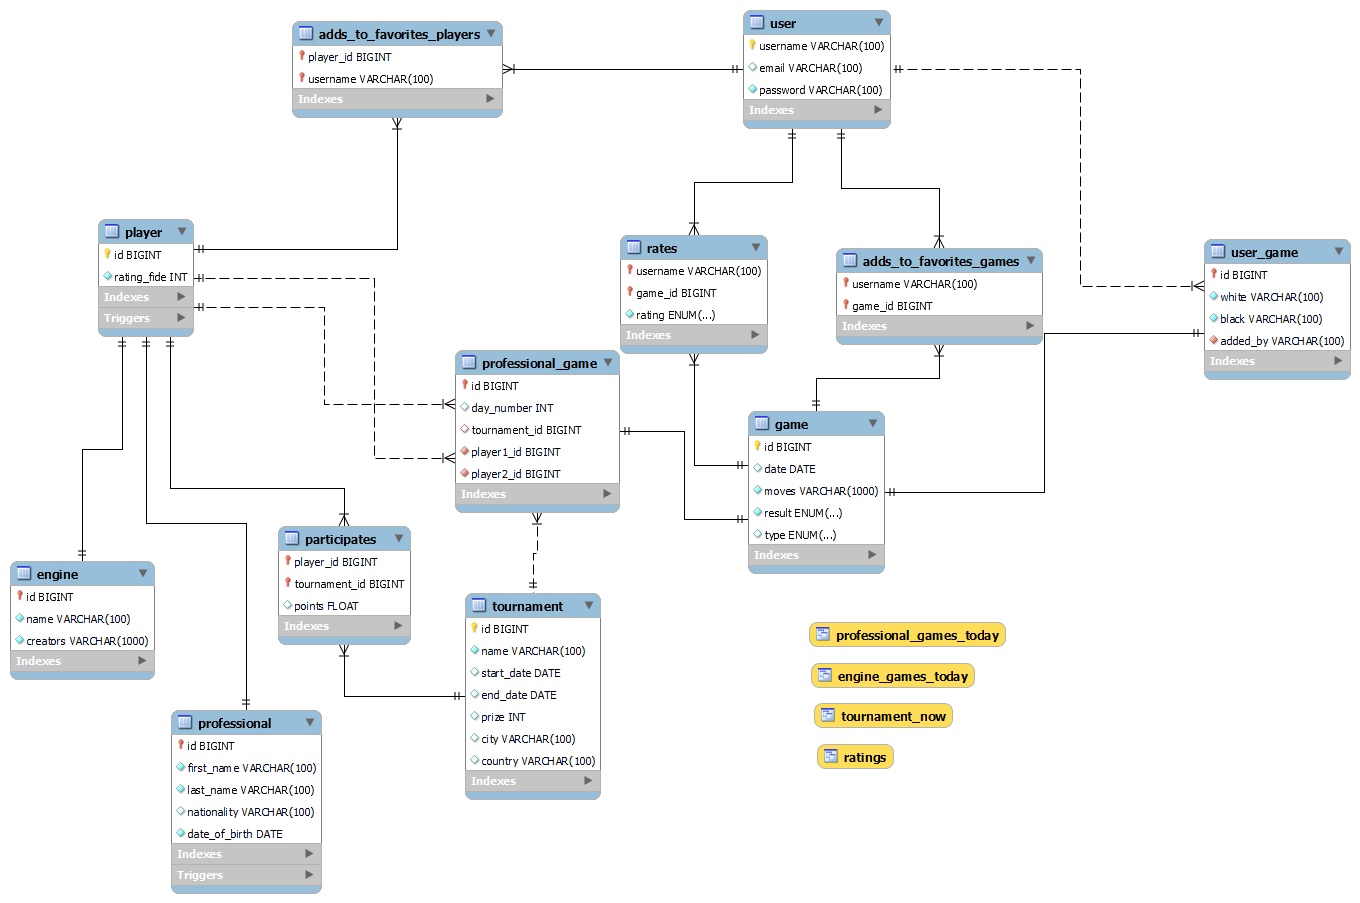 adds_to_favorites_players
player_id BIGINT
username VARCHAR(100)
Indexes
user
username VARCHAR(100)
email VARCHAR(100)
password VARCHAR(100)
Indexes
player
id BIGINT
rating_fide INT
Indexes
Triggers
rates
username VARCHAR(100)
game_id BIGINT
rating ENUM(...)
Indexes
adds_to_favorites_games
username VARCHAR(100)
game_id BIGINT
Indexes
user_game
id BIGINT
white VARCHAR(100)
black VARCHAR(100)
added_by VARCHAR(100)
Indexes
professional_game
id BIGINT
day_number INT
tournament_id BIGINT
player1_id BIGINT
player2_id BIGINT
Indexes
game
id BIGINT
date DATE
moves VARCHAR(1000)
result ENUM(...)
type ENUM(...)
Indexes
participates
player_id BIGINT
tournament_id BIGINT
points FLOAT
Indexes
engine
id BIGINT
name VARCHAR(100)
creators VARCHAR(1000)
Indexes
tournament
id BIGINT
name VARCHAR(100)
start_date DATE
end_date DATE
prize INT
city VARCHAR(100)
country VARCHAR(100)
Indexes
professional
id BIGINT
first_name VARCHAR(100)
last_name VARCHAR(100)
nationality VARCHAR(100)
date_of_birth DATE
Indexes
Triggers
professional_games_today
engine_games_today
tournament_now
ratings